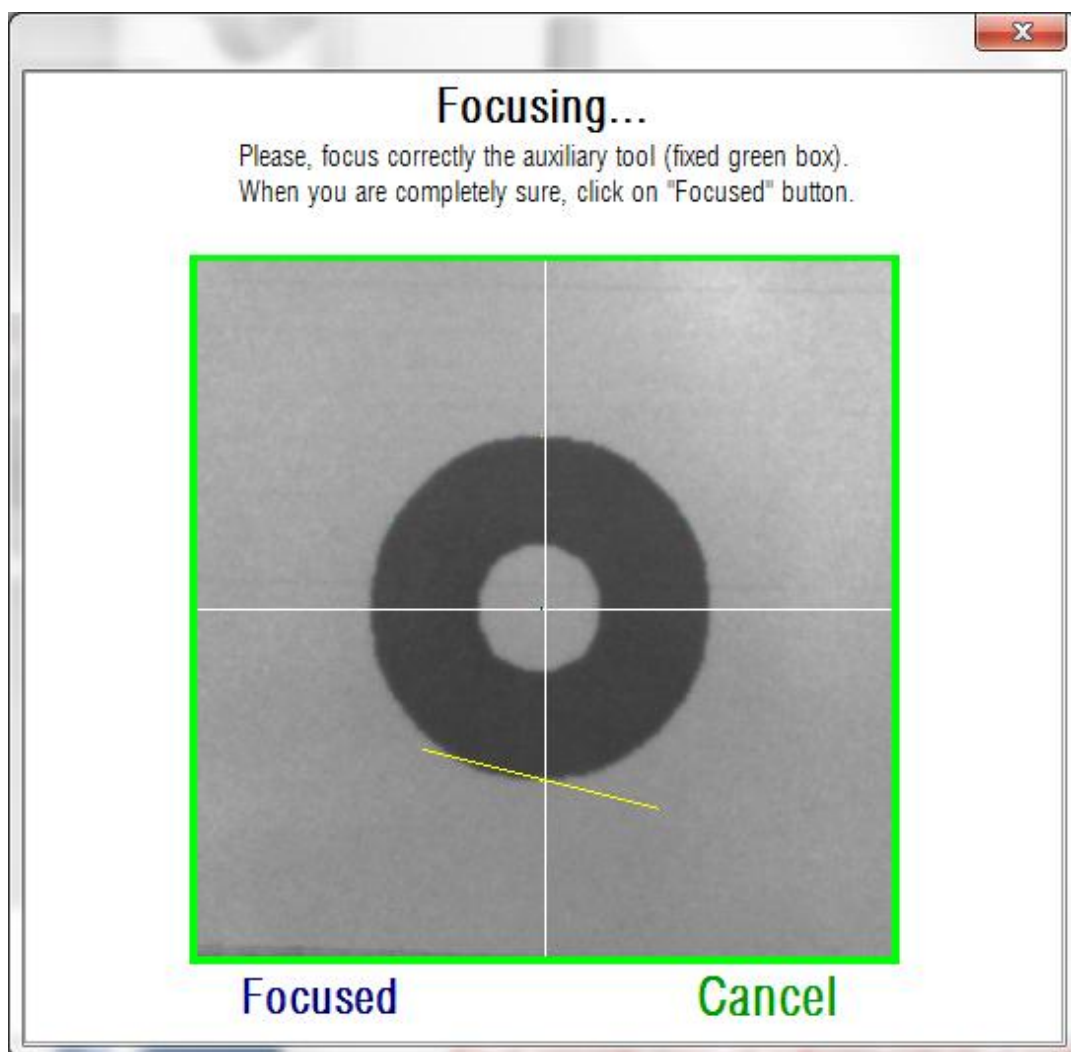 Focusing...
Please, focus correctly the auxiliary tool (fixed green box).
When you are completely sure, click on "Focused" button.
Focused
Cancel